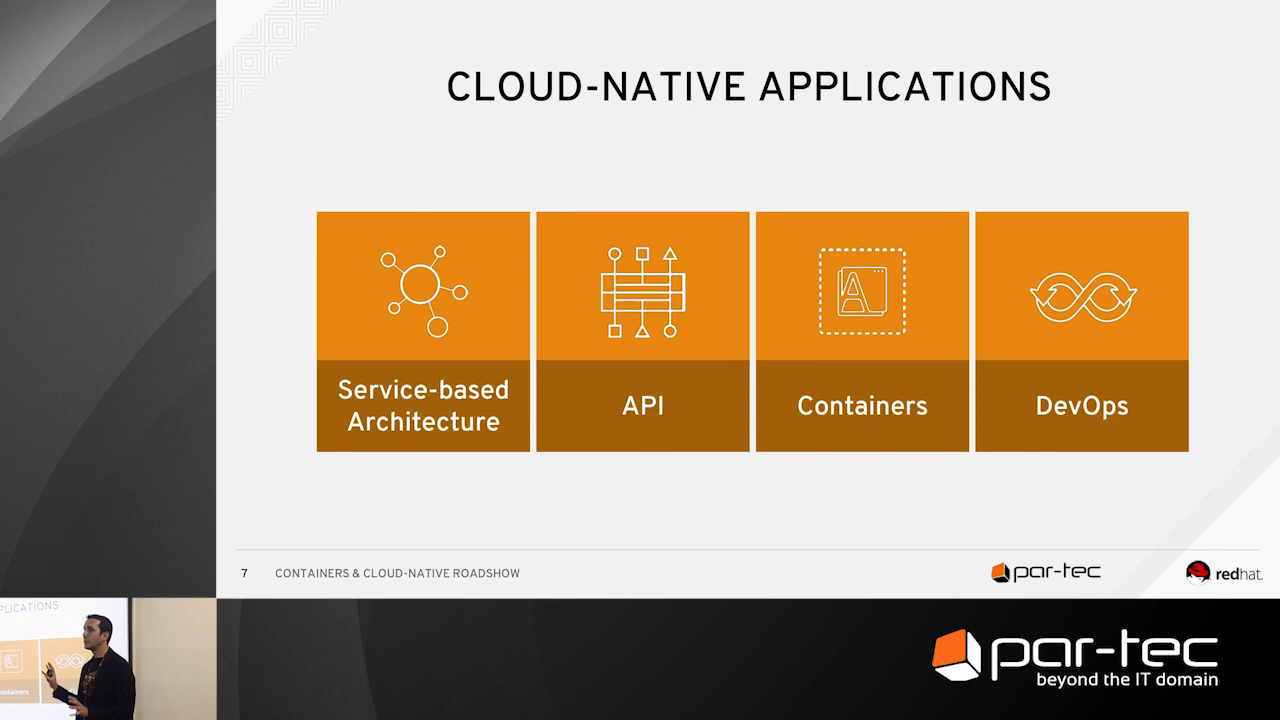 CLOUD-NATIVE APPLICATIONS
Service-based
Architecture
API
Containers
DevOps
7
CONTAINERS & CLOUD-NATIVE ROADSHOW
par-tec
redhat.
PLICATIONS
ontainers
par-tec
beyond the IT domain